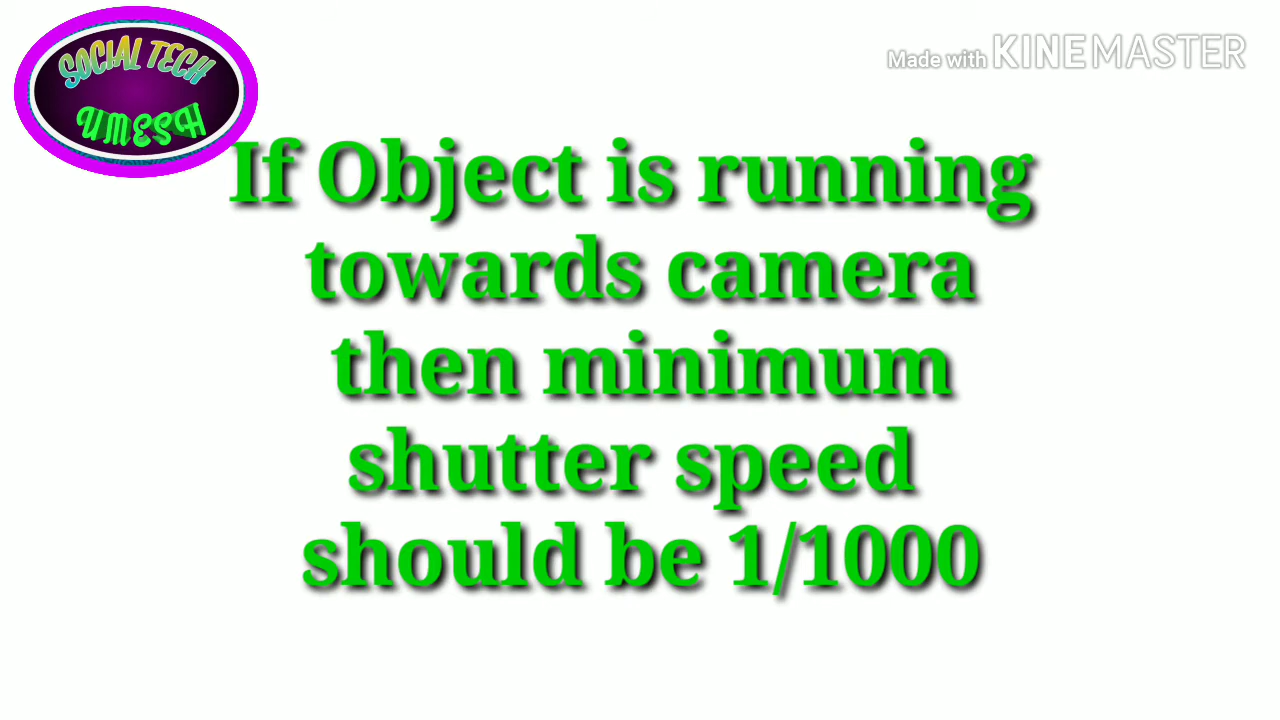 SOCIAL TECH
UMESH
Made with KINEMASTER
If Object is running
towards camera
then minimum
shutter speed
should be 1/1000